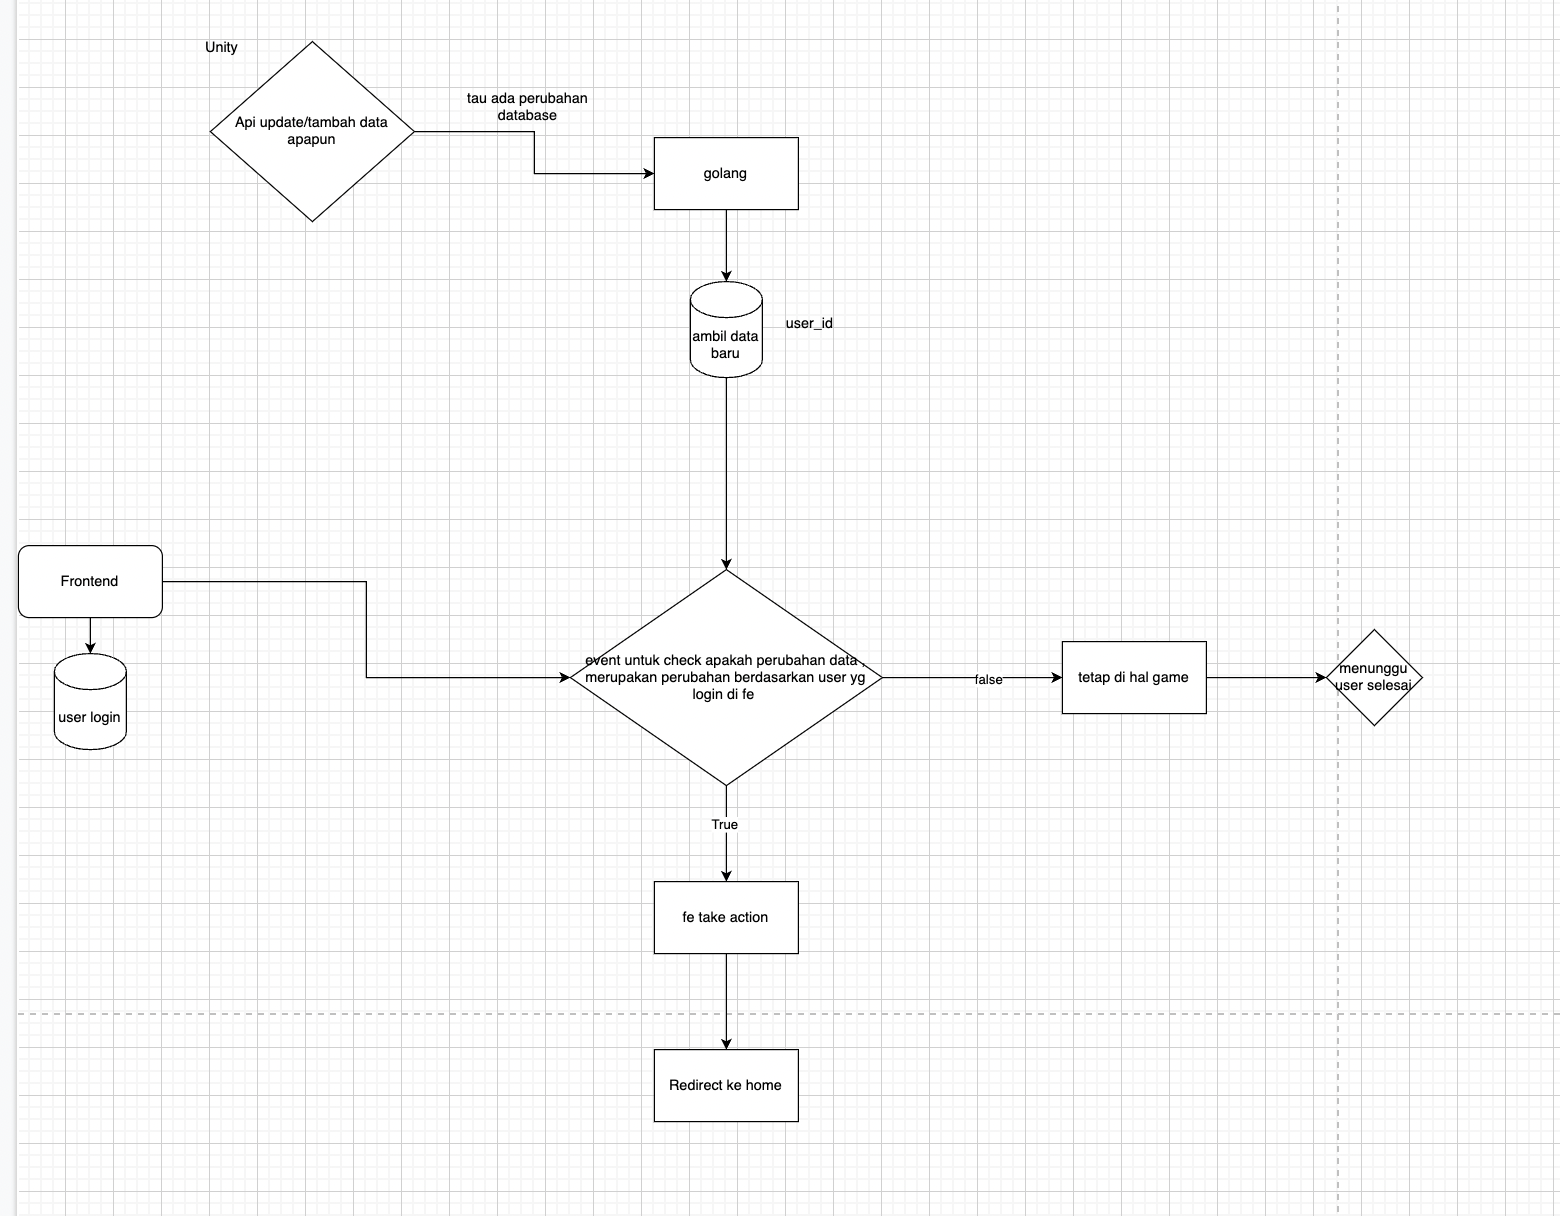 Unity
Api update/tambah data
apapun
tau ada perubahan
database
golang
ambil data
baru
user_id
Frontend
user login
event untuk check apakah perubahan data ,
merupakan perubahan berdasarkan user yg
login di fe
false
tetap di hal game
menunggu
user selesai
True
fe take action
Redirect ke home